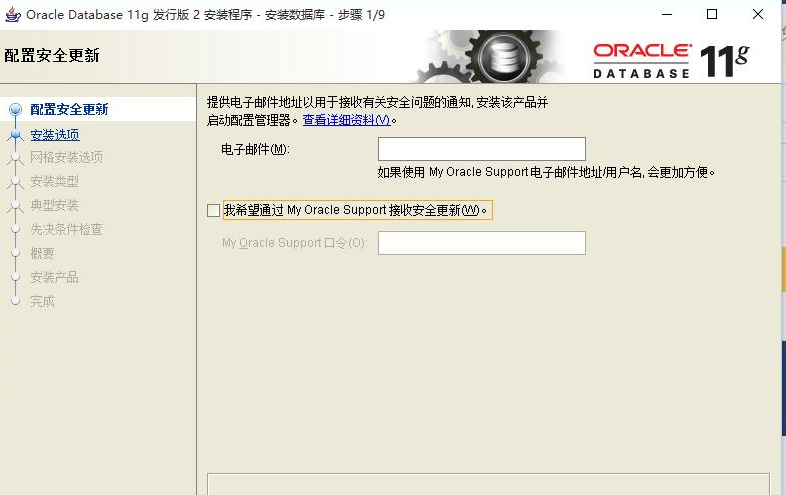 Oracle Database 11g 发行版 2 安装程序 - 安装数据库 - 步骤 1/9
配置安全更新
ORACLE
DATABASE
11g
配置安全更新
安装选项
网格安装选项
安装类型
典型安装
先决条件检查
概要
安装产品
完成
提供电子邮件地址以用于接收有关安全问题的通知, 安装该产品并
启动配置管理器。查看详细资料(V)。
电子邮件(M):
如果使用 My Oracle Support 电子邮件地址/用户名, 会更加方便。
我希望通过 My Oracle Support 接收安全更新(W)。
My Oracle Support 口令(O):